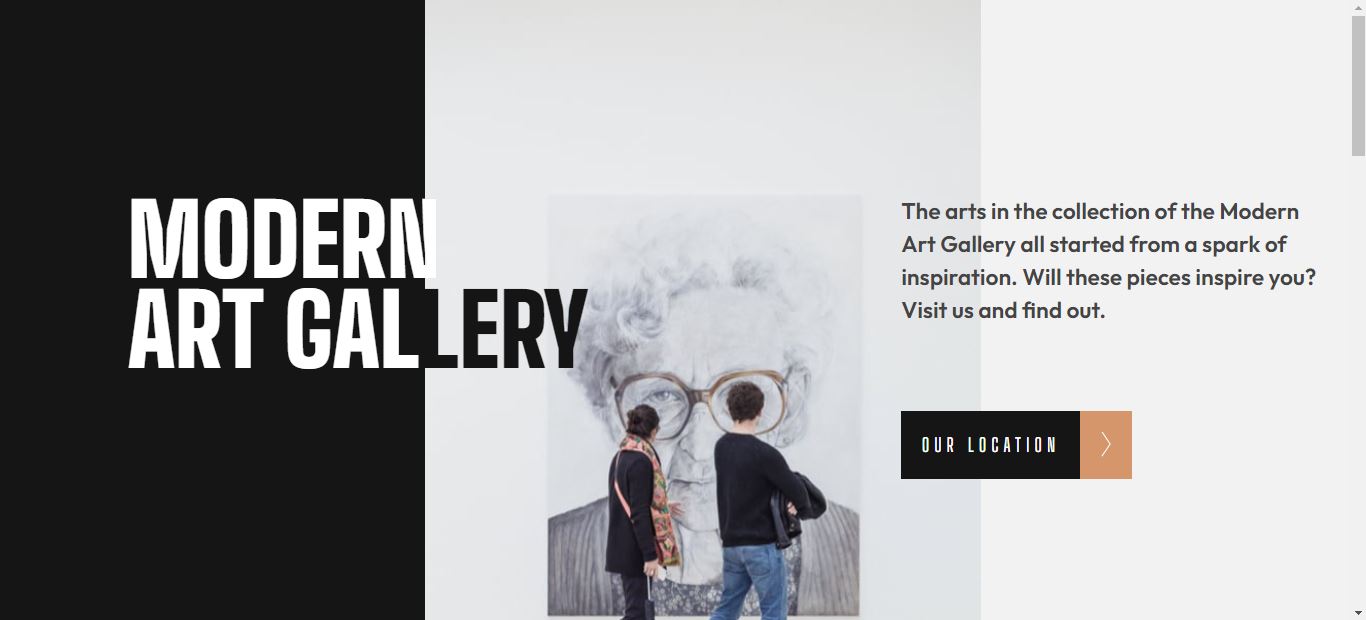 MODERN
ART GALLERY
The arts in the collection of the Modern
Art Gallery all started from a spark of
inspiration. Will these pieces inspire you?
Visit us and find out.
OUR LOCATION